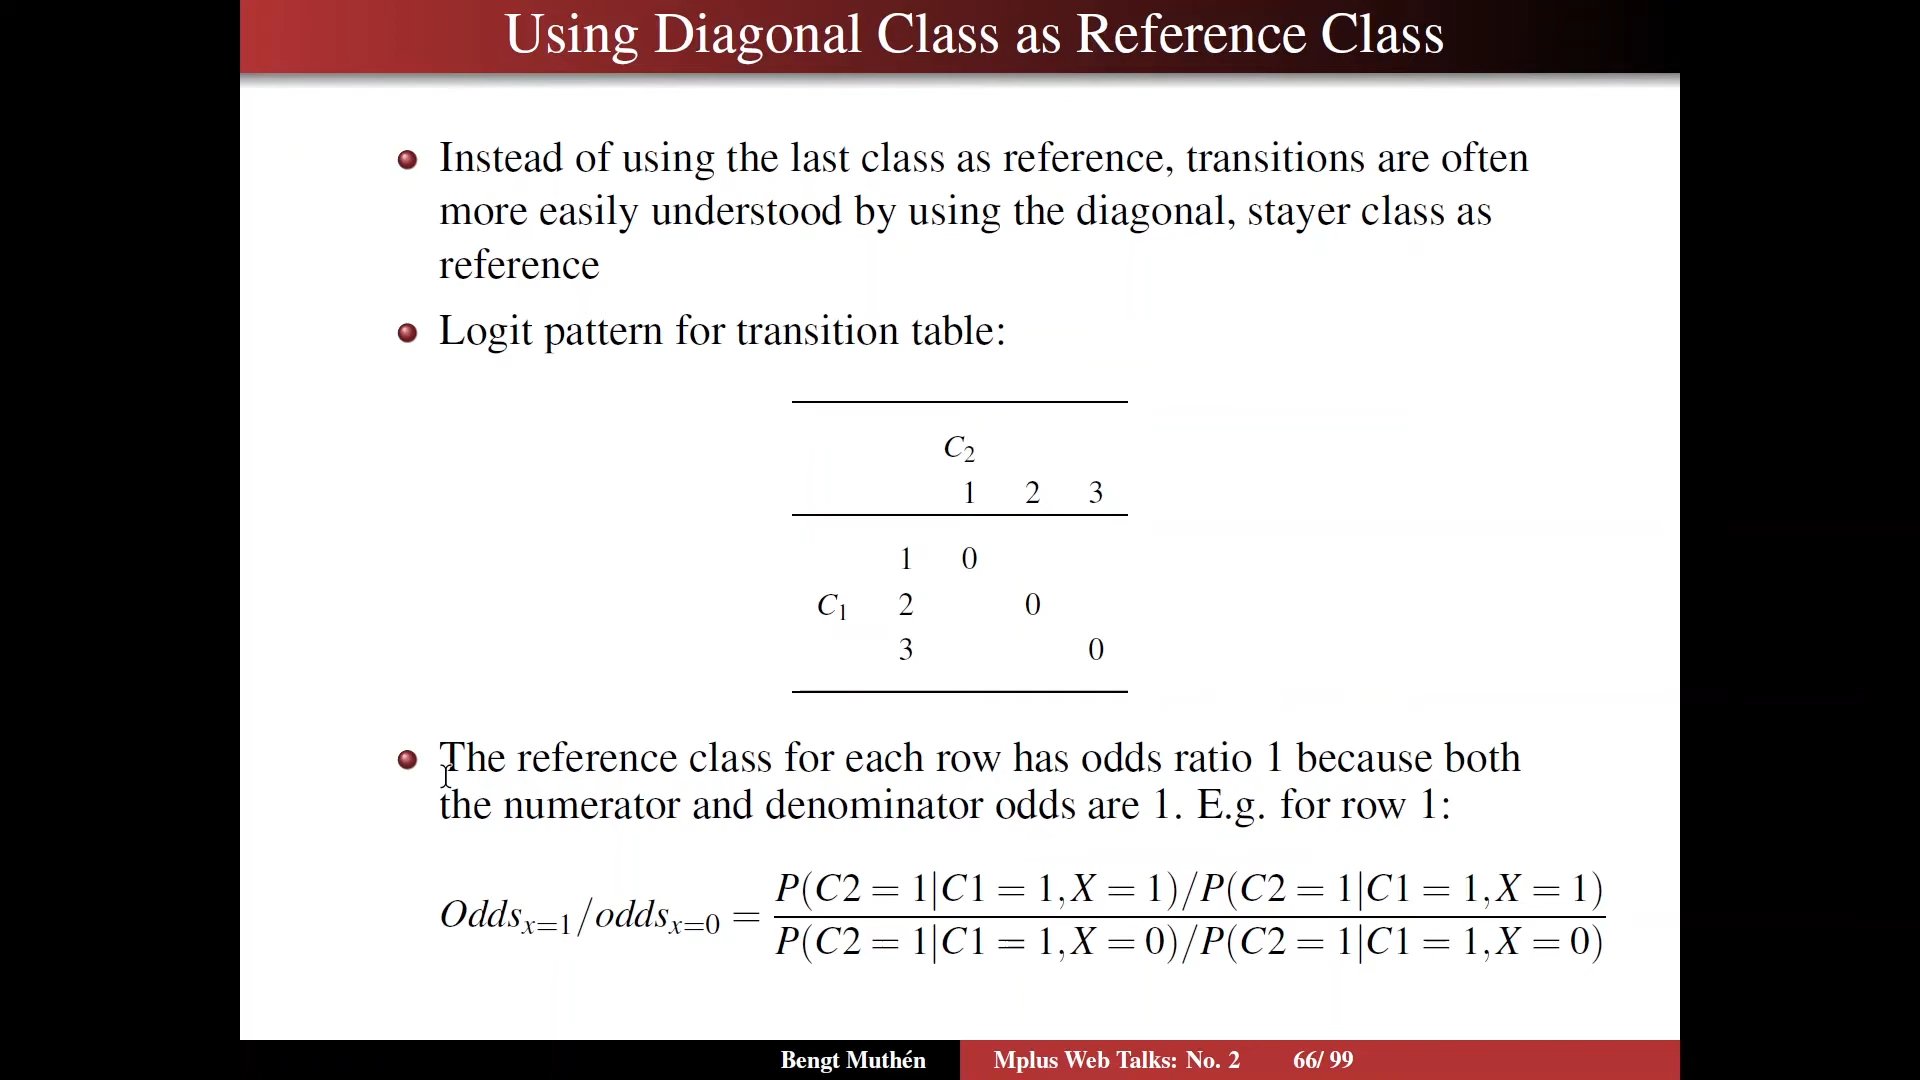 Using Diagonal Class as Reference Class
Instead of using the last class as reference, transitions are often
more easily understood by using the diagonal, stayer class as
reference
Logit pattern for transition table:
C2
1 2 3
1 0
C1 2 0
3 0
The reference class for each row has odds ratio 1 because both
the numerator and denominator odds are 1. E.g. for row 1:
P(C2 = 1|C1 = 1,X = 1)/P(C2 = 1|C1 = 1,X = 1)
Odds_{x=1}/odds_{x=0} =
P(C2 = 1|C1 = 1,X = 0)/P(C2 = 1|C1 = 1,X = 0)
Bengt Muthén Mplus Web Talks: No. 2 66/ 99